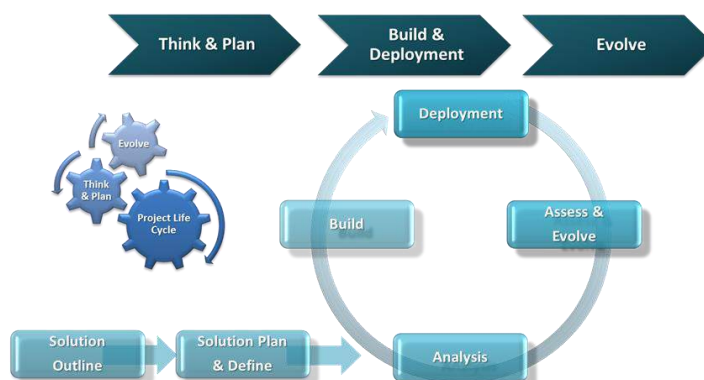 Think & Plan
Build &
Deployment
Evolve
Deployment
Evolve
Think
& Plan
Project Life
Cycle
Build
Assess &
Evolve
Solution
Outline
Solution Plan
& Define
Analysis